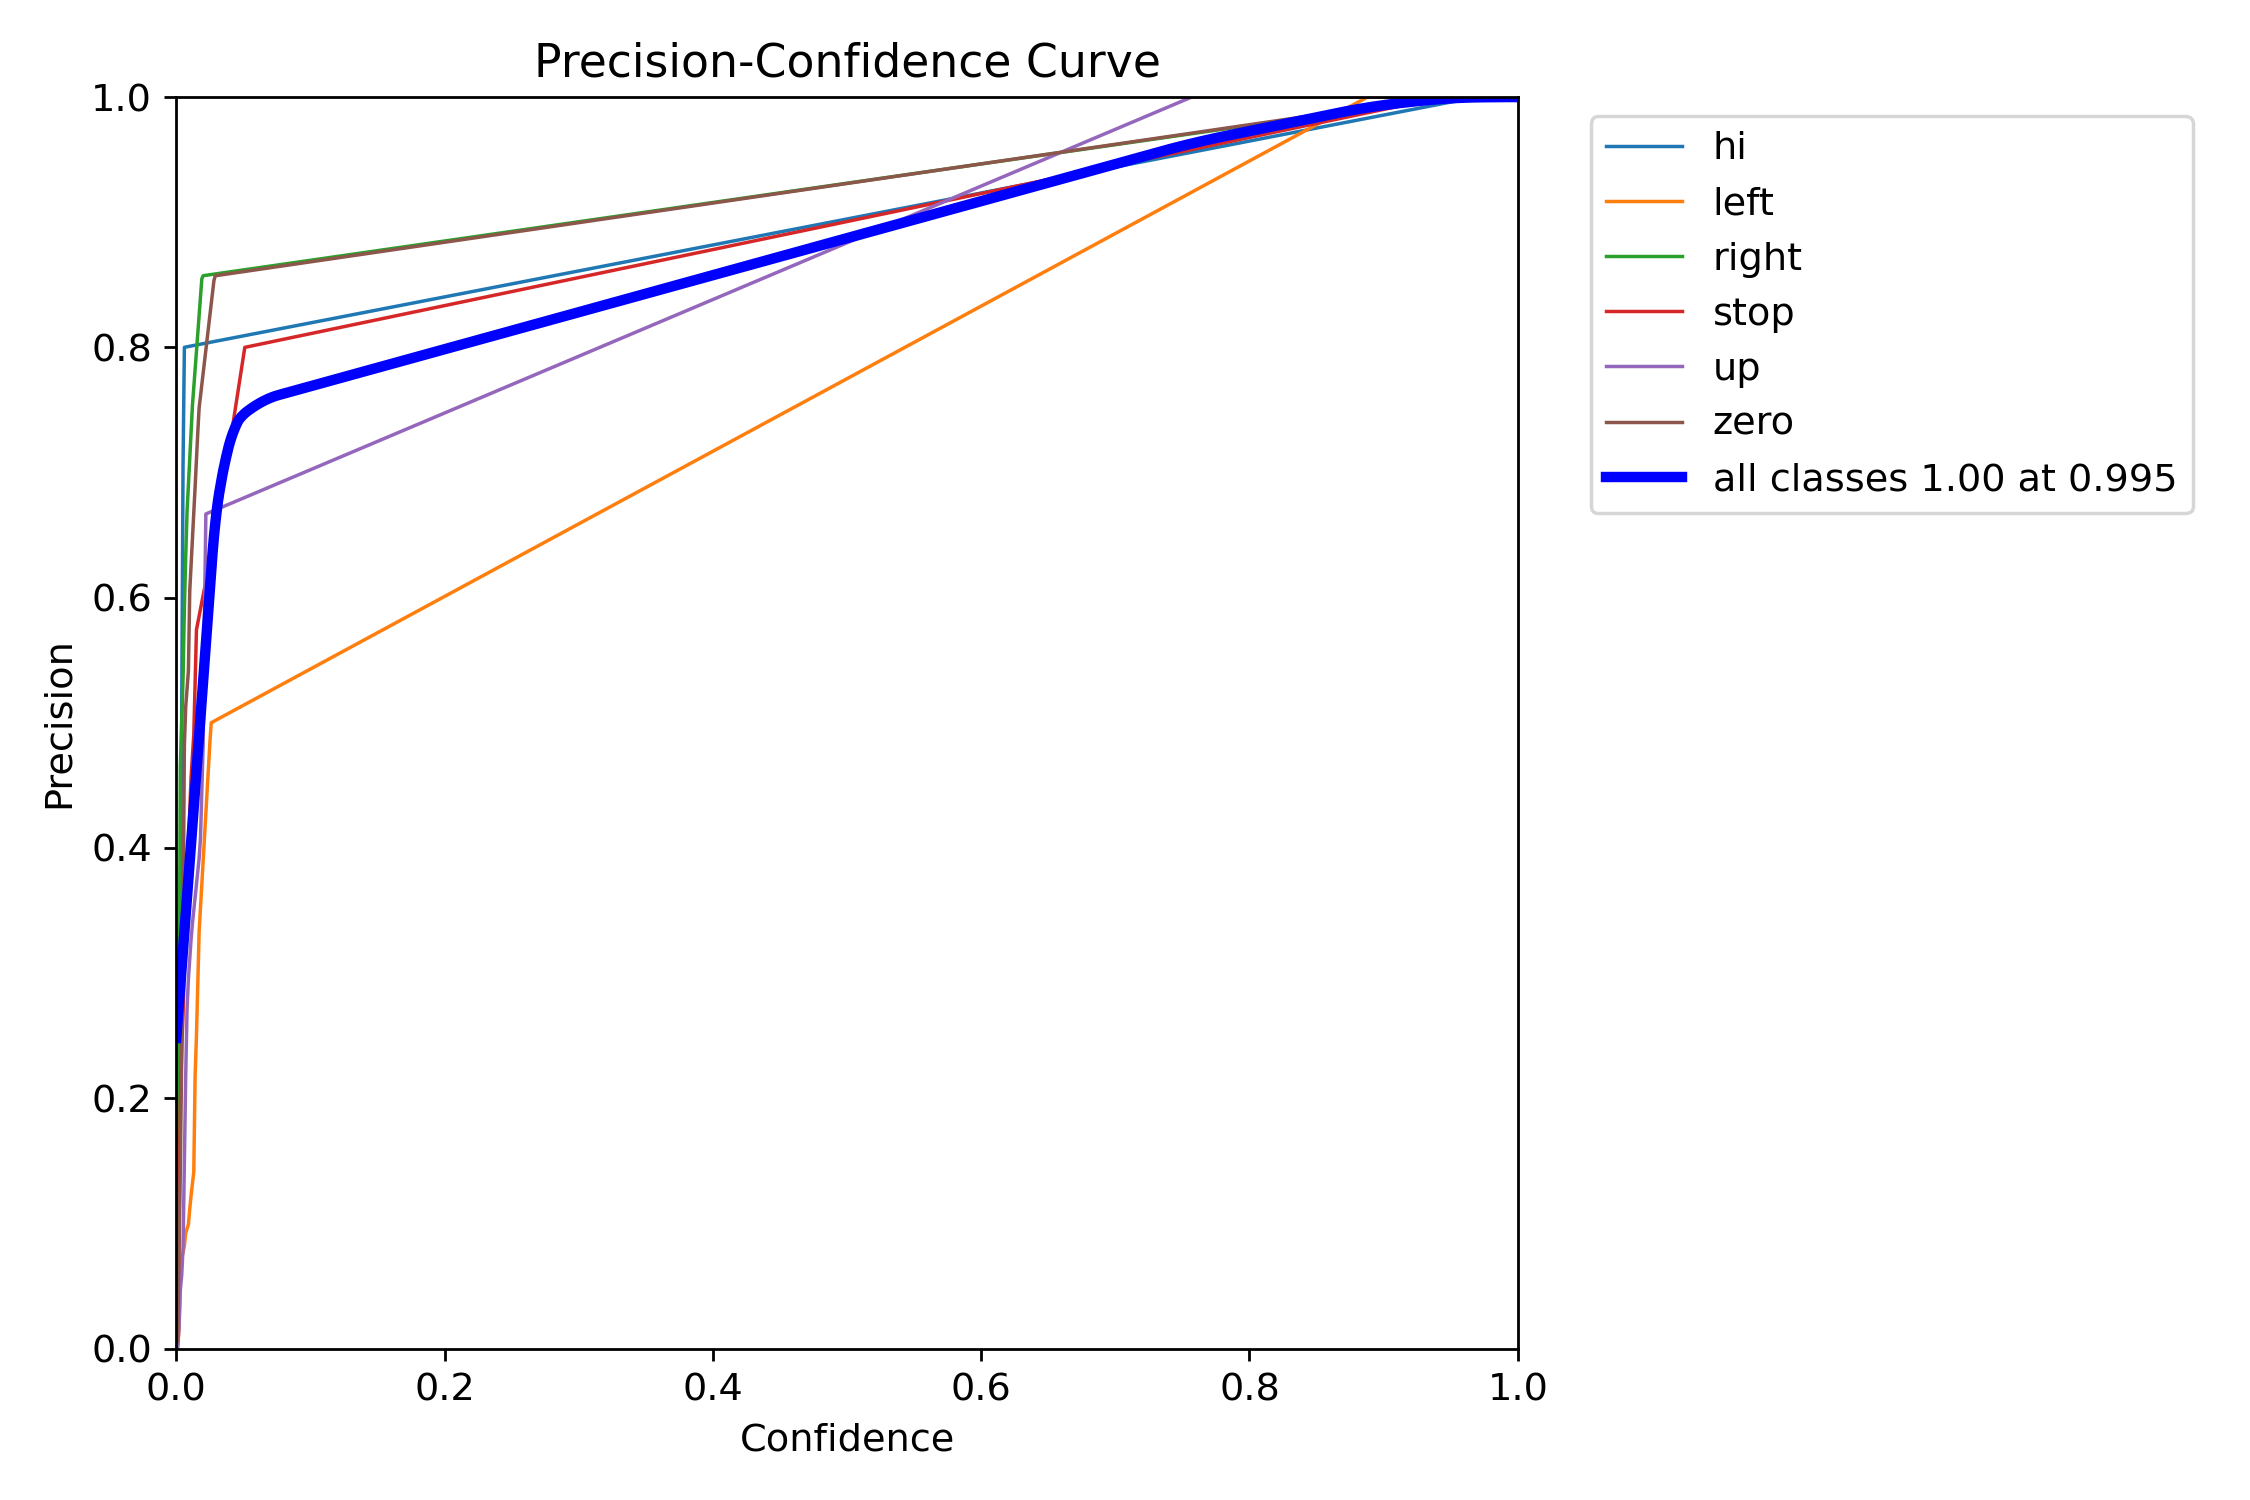 Precision-Confidence Curve
1.0
0.8
0.6
0.4
0.2
0.0
Precision
0.0 0.2 0.4 0.6 0.8 1.0
Confidence
hi
left
right
stop
up
zero
all classes 1.00 at 0.995